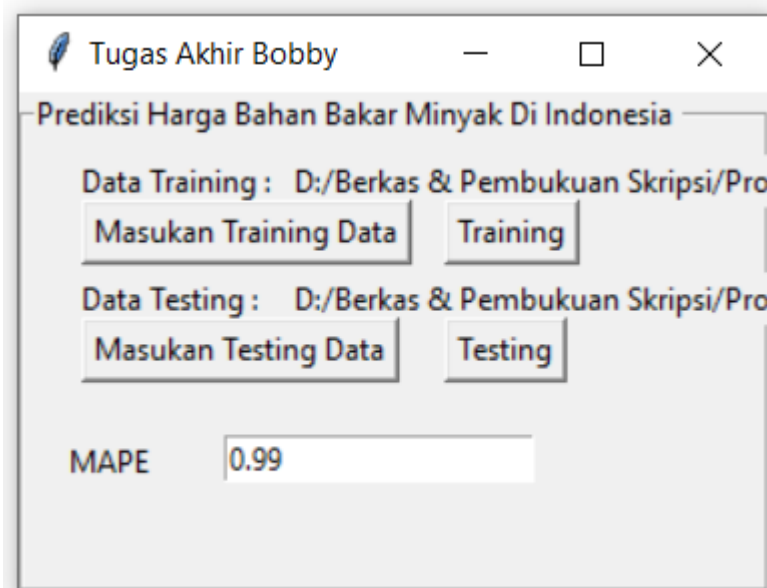 Tugas Akhir Bobby
Prediksi Harga Bahan Bakar Minyak Di Indonesia
Data Training : D:/Berkas & Pembukuan Skripsi/Pro
Masukan Training Data Training
Data Testing : D:/Berkas & Pembukuan Skripsi/Pro
Masukan Testing Data Testing
MAPE 0.99